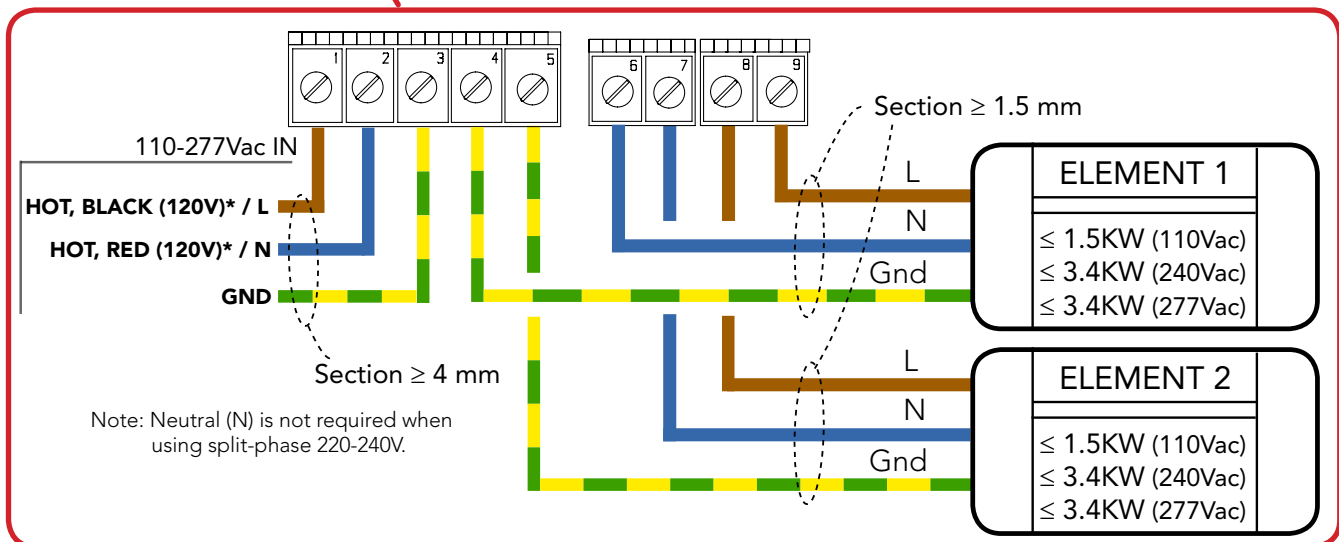 1 2 3 4 5 6 7 8 9
Section ≥ 1.5 mm
110-277Vac IN
HOT, BLACK (120V)* / L
HOT, RED (120V)* / N
GND
Section ≥ 4 mm
Note: Neutral (N) is not required when
using split-phase 220-240V.
L
N
Gnd
ELEMENT 1
≤ 1.5KW (110Vac)
≤ 3.4KW (240Vac)
≤ 3.4KW (277Vac)
L
N
Gnd
ELEMENT 2
≤ 1.5KW (110Vac)
≤ 3.4KW (240Vac)
≤ 3.4KW (277Vac)